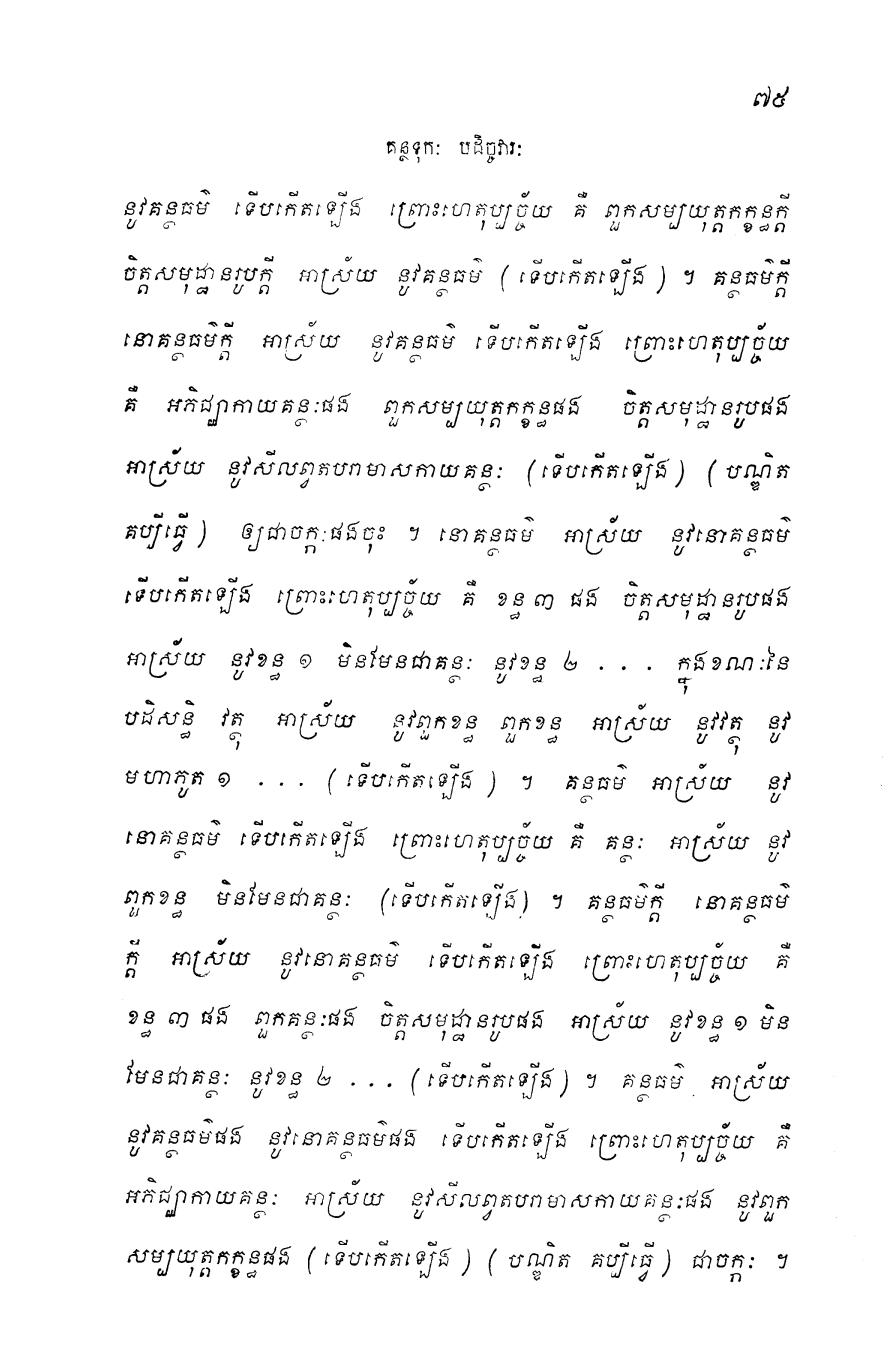 ៧៥
គន្ថទុកៈ បដិច្ចវារៈ
នូវគន្ថធម៌ ទើបកើតឡើង ព្រោះហេតុប្បច្ច័យ គឺ ពួកសម្បយុត្តកក្ខន្ធក្តី
ចិត្តសមុដ្ឋានរូបក្តី អាស្រ័យ នូវគន្ថធម៌ ( ទើបកើតឡើង ) ។ គន្ថធម៌ក្តី
នោគន្ថធម៌ក្តី អាស្រ័យ នូវគន្ថធម៌ ទើបកើតឡើង ព្រោះហេតុប្បច្ច័យ
គឺ អភិជ្ឈាកាយគន្ថៈផង ពួកសម្បយុត្តកក្ខន្ធផង ចិត្តសមុដ្ឋានរូបផង
អាស្រ័យ នូវសីលព្វតបរាមាសកាយគន្ថៈ (ទើបកើតឡើង) ( បណ្ឌិត
គប្បីធ្វើ ) ឲ្យជាចក្កៈផងចុះ ។ នោគន្ថធម៌ អាស្រ័យ នូវនោគន្ថធម៌
ទើបកើតឡើង ព្រោះហេតុប្បច្ច័យ គឺ ខន្ធ ៣ ផង ចិត្តសមុដ្ឋានរូបផង
អាស្រ័យ នូវខន្ធ ១ មិនមែនជាគន្ថៈ នូវខន្ធ ២ . . . ក្នុងខណៈនៃ
បដិសន្ធិ វត្ថុ អាស្រ័យ នូវពួកខន្ធ ពួកខន្ធ អាស្រ័យ នូវវត្ថុ នូវ
មហាភូត ១ . . . ( ទើបកើតឡើង ) ។ គន្ថធម៌ អាស្រ័យ នូវ
នោគន្ថធម៌ ទើបកើតឡើង ព្រោះហេតុប្បច្ច័យ គឺ គន្ថៈ អាស្រ័យ នូវ
ពួកខន្ធ មិនមែនជាគន្ថៈ (ទើបកើតឡើង) ។ គន្ថធម៌ក្តី នោគន្ថធម៌
ក្តី អាស្រ័យ នូវនោគន្ថធម៌ ទើបកើតឡើង ព្រោះហេតុប្បច្ច័យ គឺ
ខន្ធ ៣ ផង ពួកគន្ថៈផង ចិត្តសមុដ្ឋានរូបផង អាស្រ័យ នូវខន្ធ ១ មិន
មែនជាគន្ថៈ នូវខន្ធ ២ . . . ( ទើបកើតឡើង ) ។ គន្ថធម៌ អាស្រ័យ
នូវគន្ថធម៌ផង នូវនោគន្ថធម៌ផង ទើបកើតឡើង ព្រោះហេតុប្បច្ច័យ គឺ
អភិជ្ឈាកាយគន្ថៈ អាស្រ័យ នូវសីលព្វតបរាមាសកាយគន្ថៈផង នូវពួក
សម្បយុត្តកក្ខន្ធផង ( ទើបកើតឡើង ) ( បណ្ឌិត គប្បីធ្វើ ) ជាចក្កៈ ។